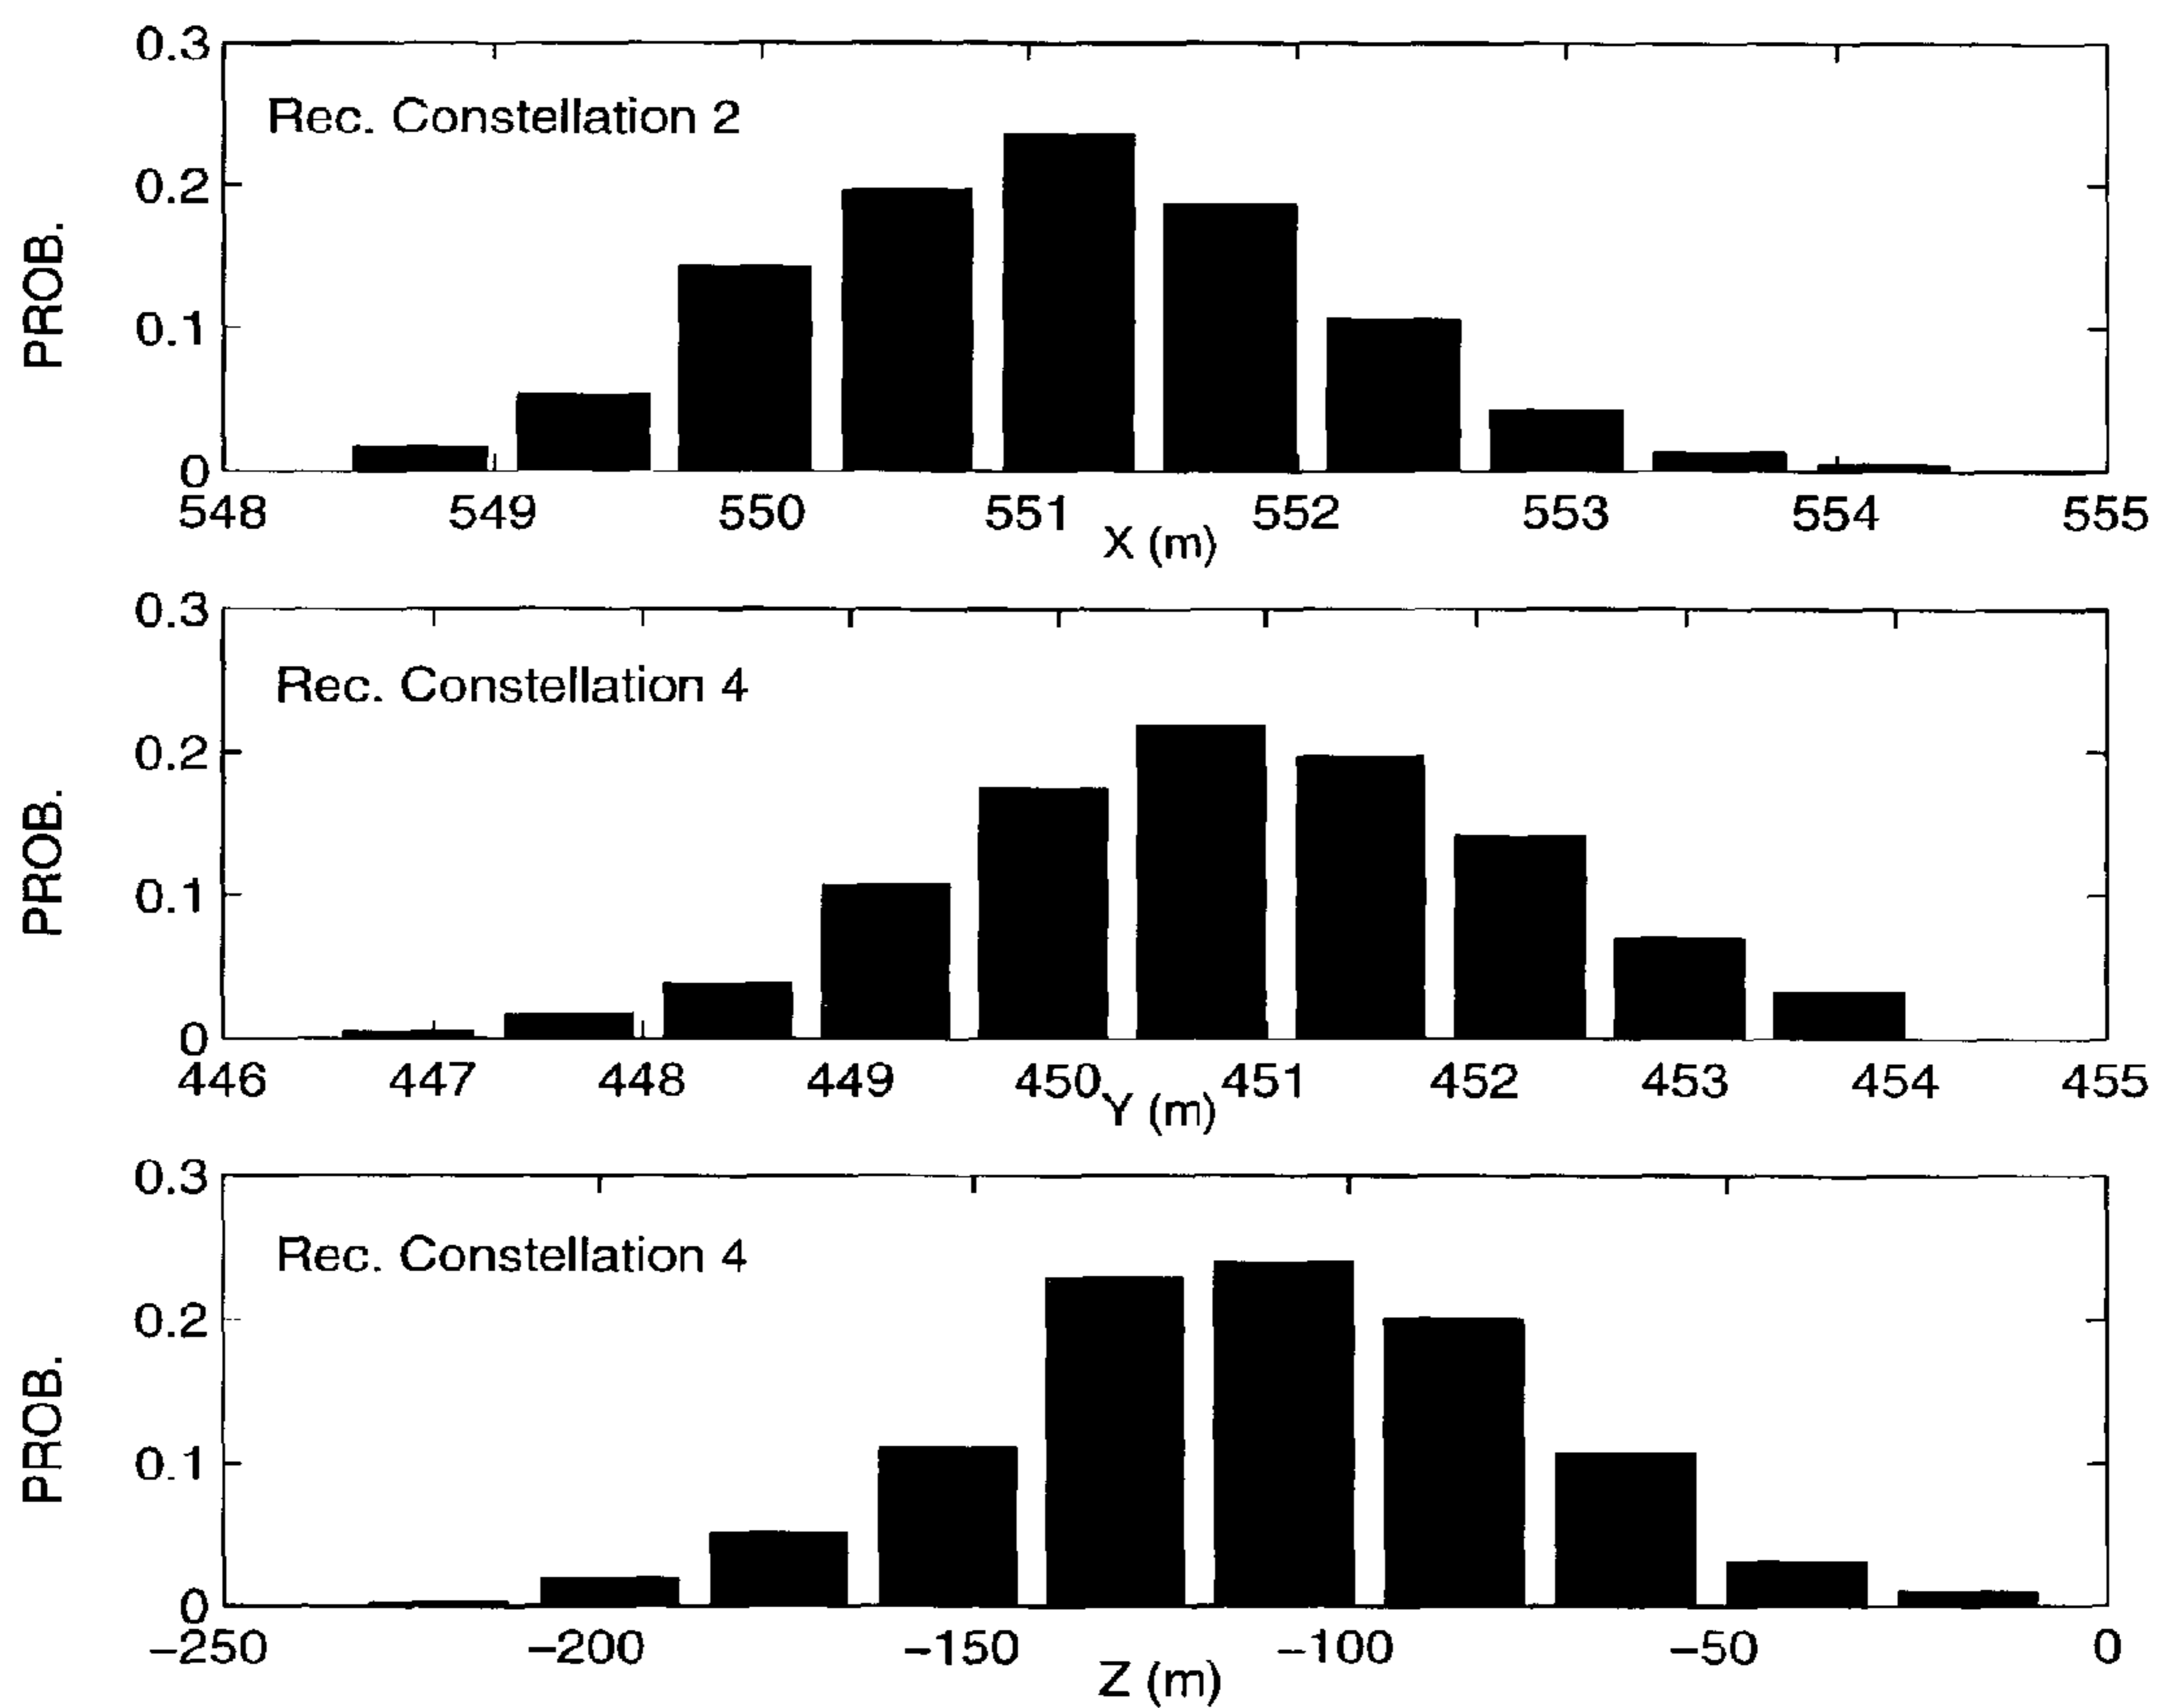 0.3
Rec. Constellation 2
0.2
PROB.
0.1
0
548 549 550 551 552 553 554 555
X (m)
0.3
Rec. Constellation 4
0.2
PROB.
0.1
0
446 447 448 449 450 451 452 453 454 455
Y (m)
0.3
Rec. Constellation 4
0.2
PROB.
0.1
0
−250 −200 −150 −100 −50 0
Z (m)